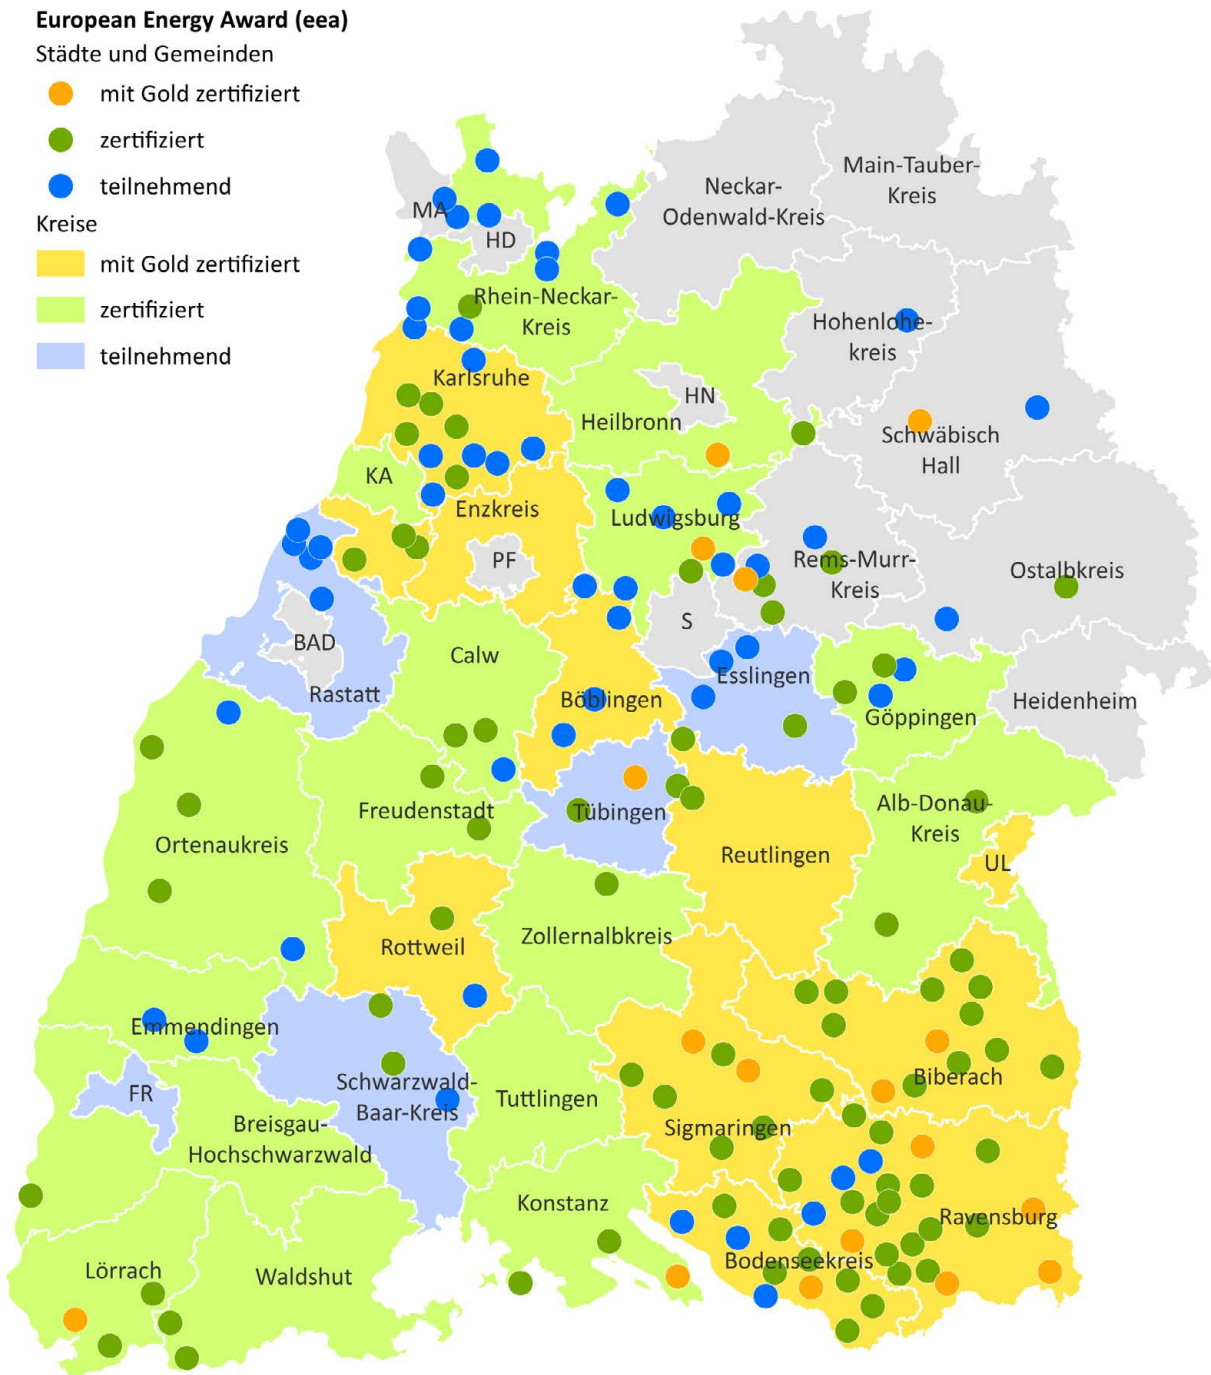 European Energy Award (eea)
Städte und Gemeinden
mit Gold zertifiziert
zertifiziert
teilnehmend
Kreise
mit Gold zertifiziert
zertifiziert
teilnehmend
Main-Tauber-
Kreis
Neckar-
Odenwald-Kreis
MA
HD
Rhein-Neckar-
Kreis
Hohenlohe-
kreis
Karlsruhe
HN
Heilbronn
Schwäbisch
Hall
KA
Enzkreis
Ludwigsburg
PF
Rems-Murr-
Kreis
Ostalbkreis
S
BAD
Calw
Esslingen
Rastatt
Böblingen
Göppingen
Heidenheim
Freudenstadt
Tübingen
Alb-Donau-
Kreis
Ortenaukreis
Reutlingen
UL
Rottweil
Zollernalbkreis
Emmendingen
FR
Schwarzwald-
Baar-Kreis
Tuttlingen
Biberach
Breisgau-
Hochschwarzwald
Sigmaringen
Konstanz
Ravensburg
Lörrach
Waldshut
Bodenseekreis